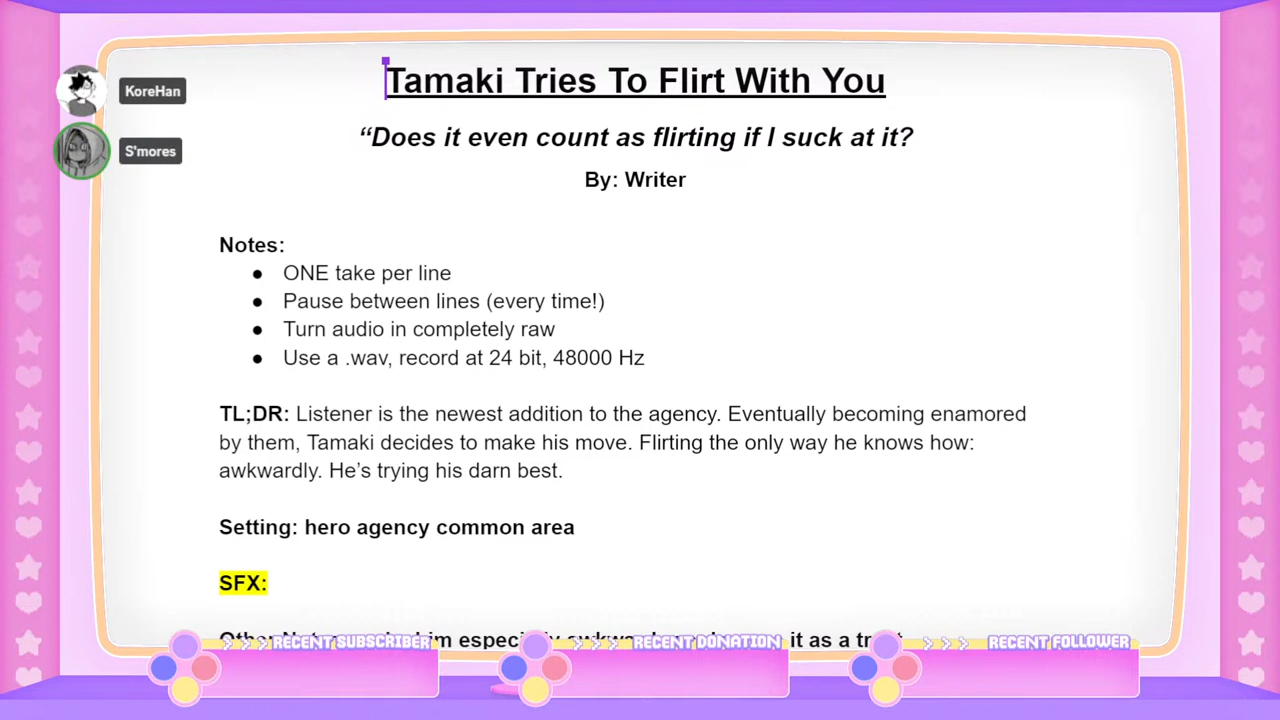 Tamaki Tries To Flirt With You
KoreHan
“Does it even count as flirting if I suck at it?
S'mores
By: Writer
Notes:
● ONE take per line
● Pause between lines (every time!)
● Turn audio in completely raw
● Use a .wav, record at 24 bit, 48000 Hz
TL;DR: Listener is the newest addition to the agency. Eventually becoming enamored
by them, Tamaki decides to make his move. Flirting the only way he knows how:
awkwardly. He’s trying his darn best.
Setting: hero agency common area
SFX:
Other it as a
RECENT SUBSCRIBER
RECENT DONATION
RECENT FOLLOWER